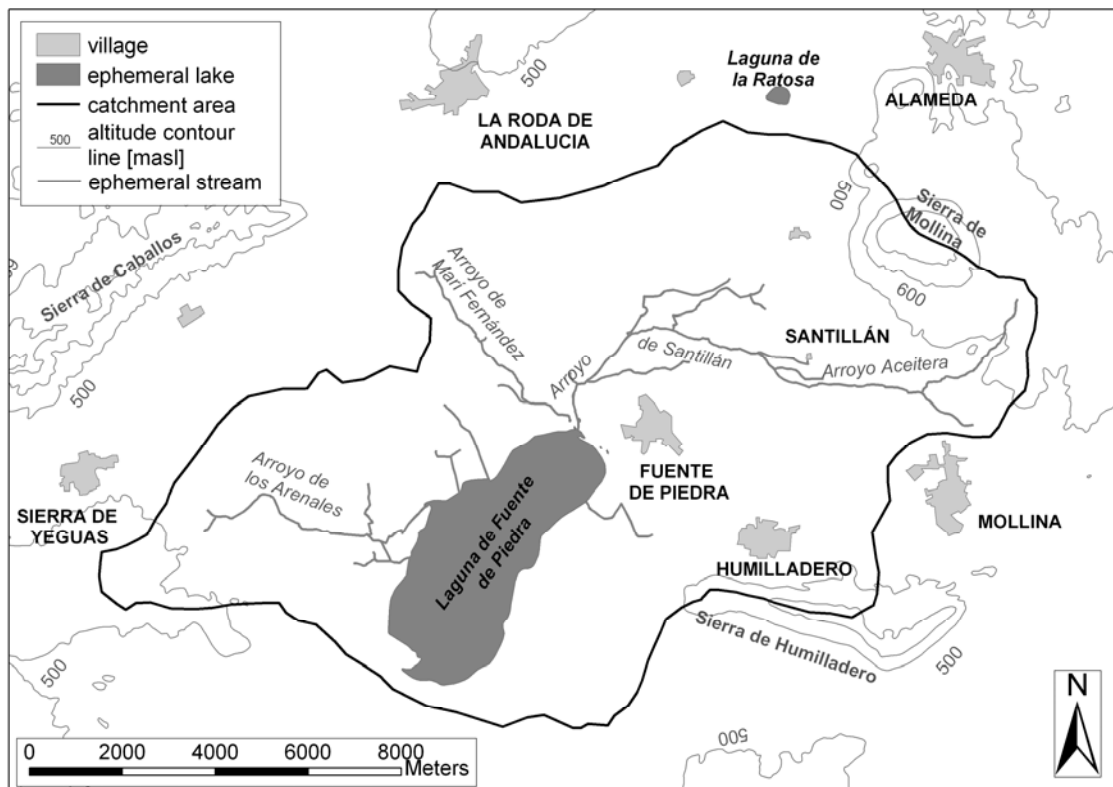 village
ephemeral lake
catchment area
500
altitude contour
line [masl]
ephemeral stream
500
LA RODA DE
ANDALUCIA
Laguna de
la Ratosa
ALAMEDA
500
Sierra de
Mollina
600
Sierra de Caballos
500
Arroyo de
Marí Fernández
Arroyo
de Santillán
SANTILLÁN
Arroyo Aceitera
SIERRA DE
YEGUAS
Arroyo de
los Arenales
FUENTE
DE PIEDRA
Laguna de Fuente
de Piedra
MOLLINA
HUMILLADERO
Sierra de Humilladero
500
500
500
N
0 2000 4000 6000 8000
Meters